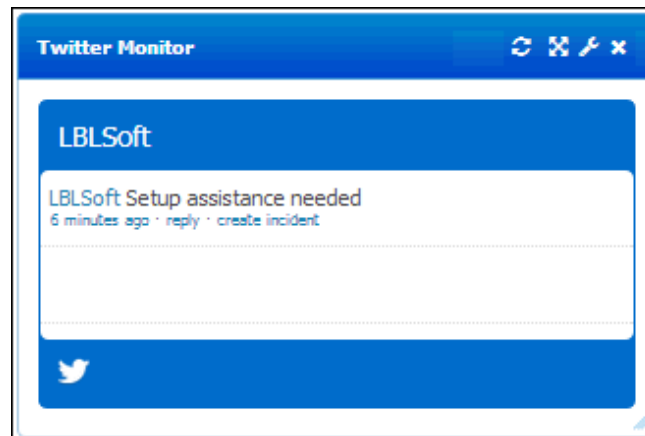 Twitter Monitor
LBLSoft
LBLSoft Setup assistance needed
6 minutes ago · reply · create incident